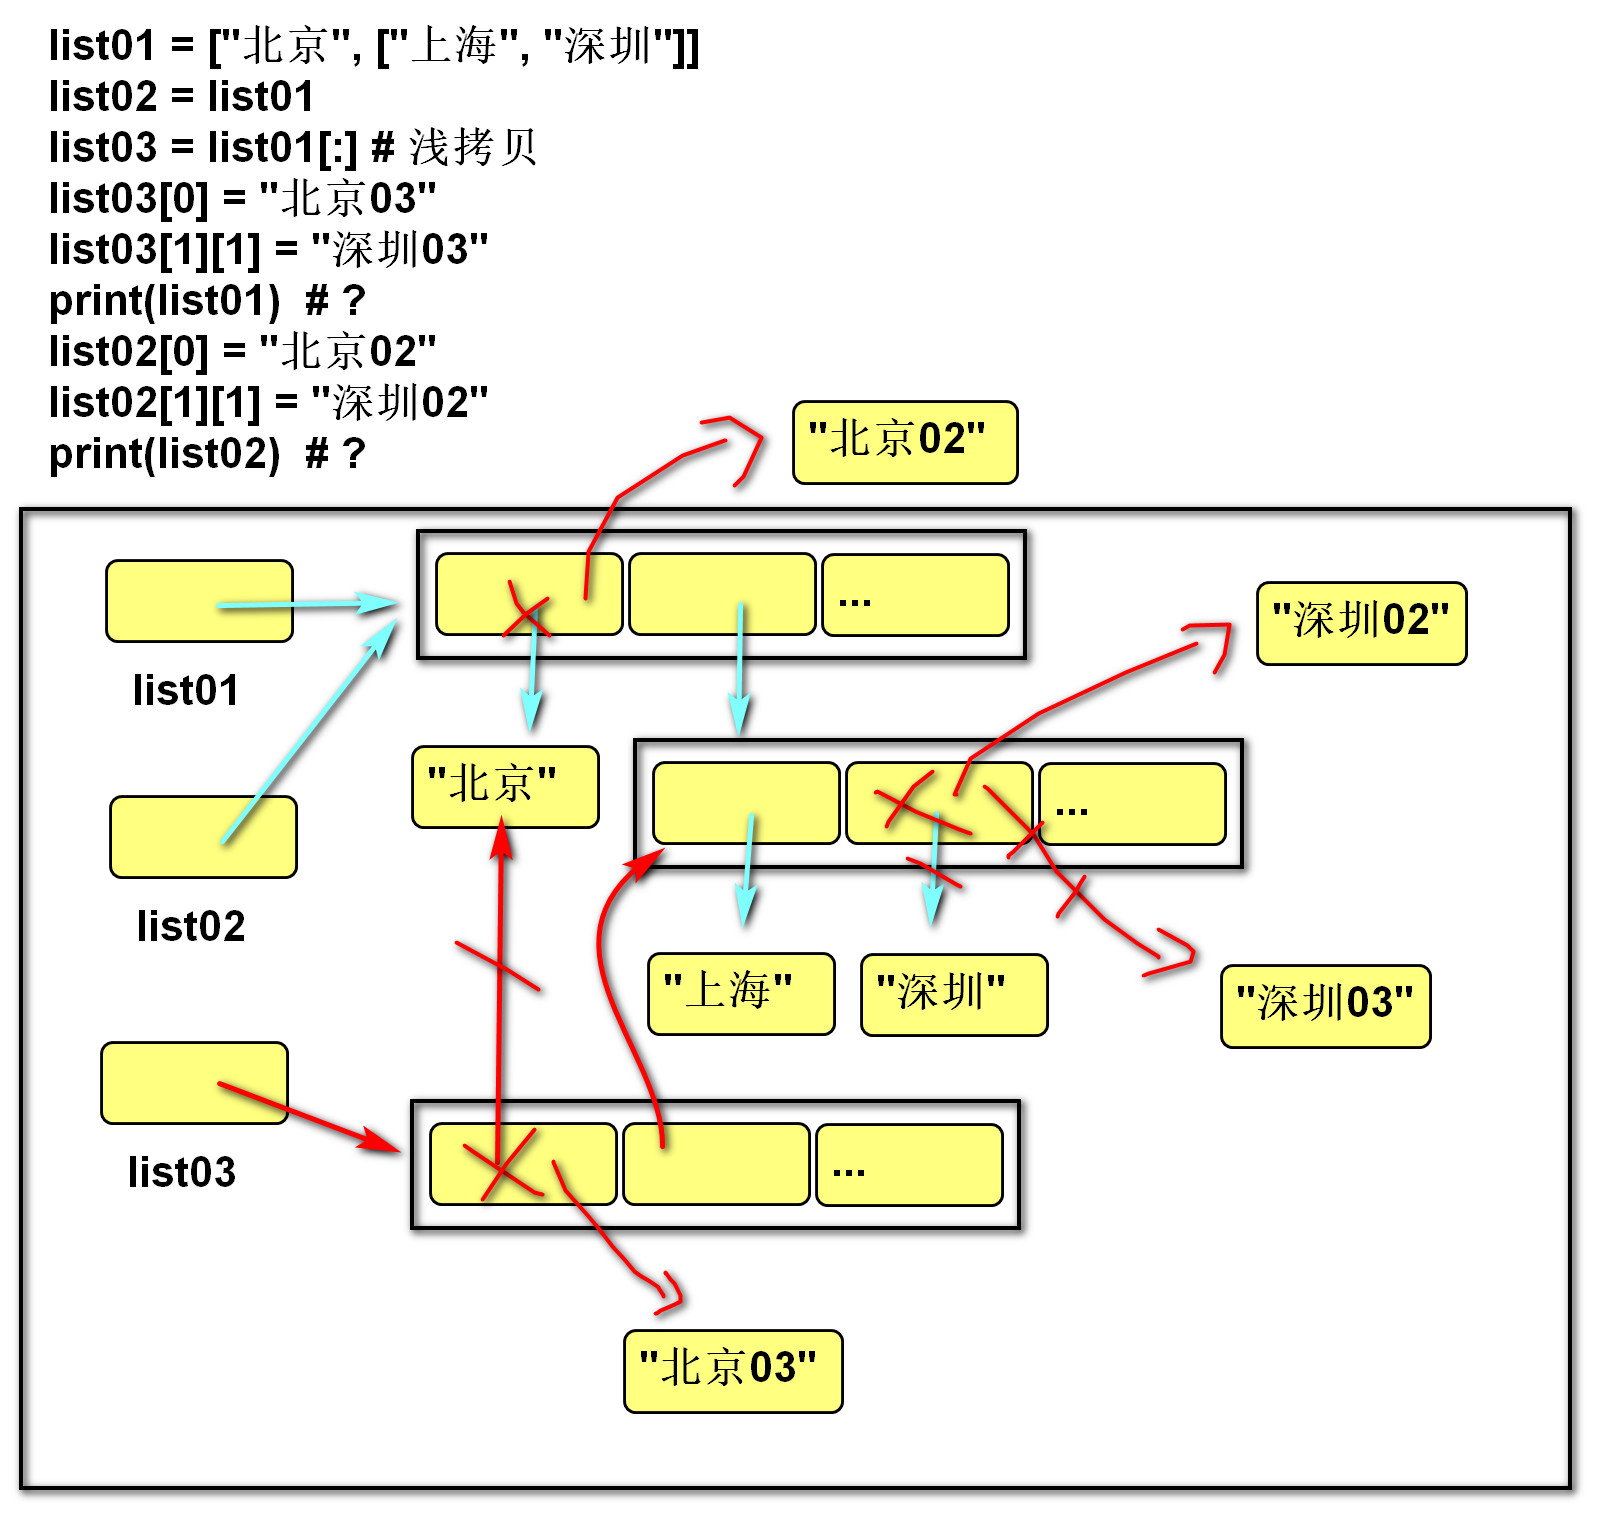 list01 = ["北京", ["上海", "深圳"]]
list02 = list01
list03 = list01[:] # 浅拷贝
list03[0] = "北京03"
list03[1][1] = "深圳03"
print(list01)  # ?
list02[0] = "北京02"
list02[1][1] = "深圳02"
print(list02)  # ?
"北京02"
...
"深圳02"
list01
"北京"
...
list02
"上海"
"深圳"
"深圳03"
list03
...
"北京03"